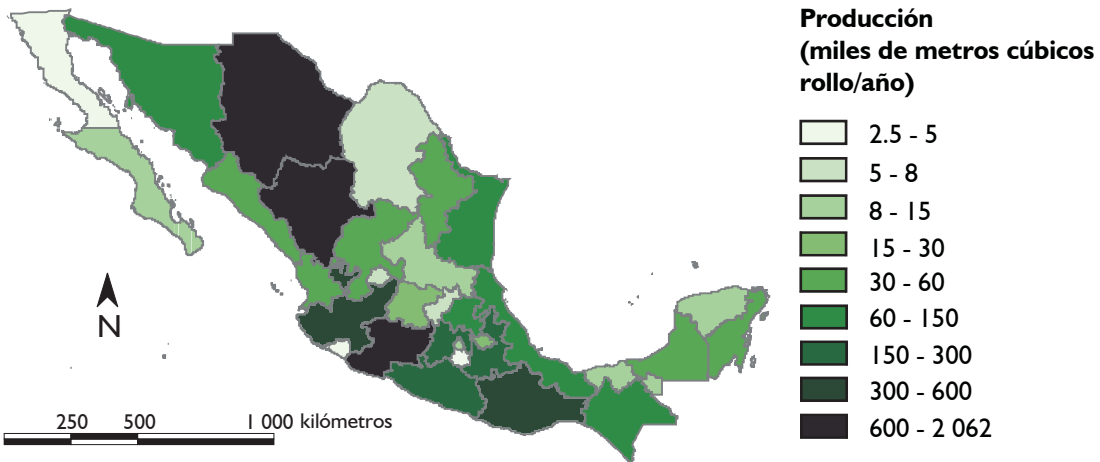 Producción
(miles de metros cúbicos
rollo/año)
2.5 - 5
5 - 8
8 - 15
15 - 30
30 - 60
60 - 150
150 - 300
300 - 600
600 - 2 062
N
250 500 1 000 kilómetros